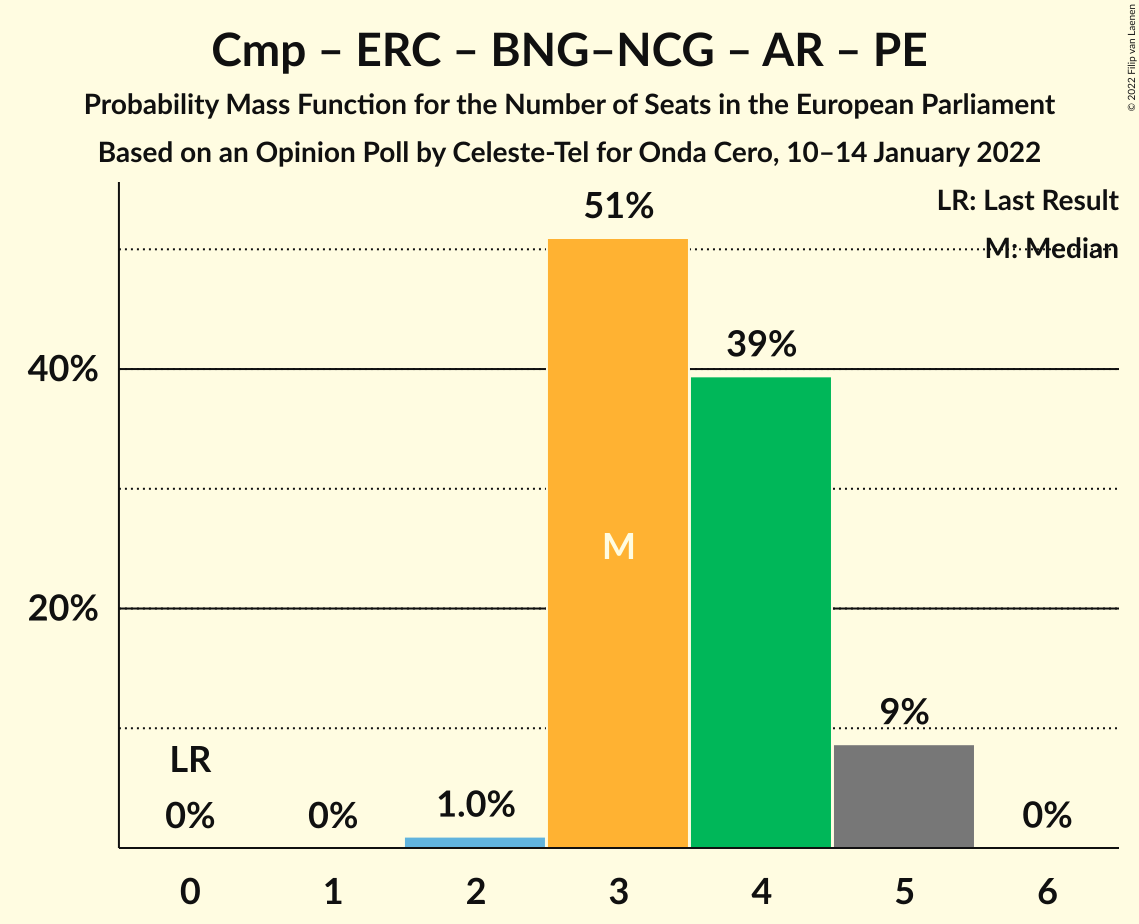 Cmp – ERC – BNG–NCG – AR – PE
Probability Mass Function for the Number of Seats in the European Parliament
Based on an Opinion Poll by Celeste-Tel for Onda Cero, 10–14 January 2022
© 2022 Filip van Laenen
LR: Last Result
M: Median
51%
39%
40%
M
20%
9%
LR
1.0%
0%
0%
0%
0
1
2
3
4
5
6